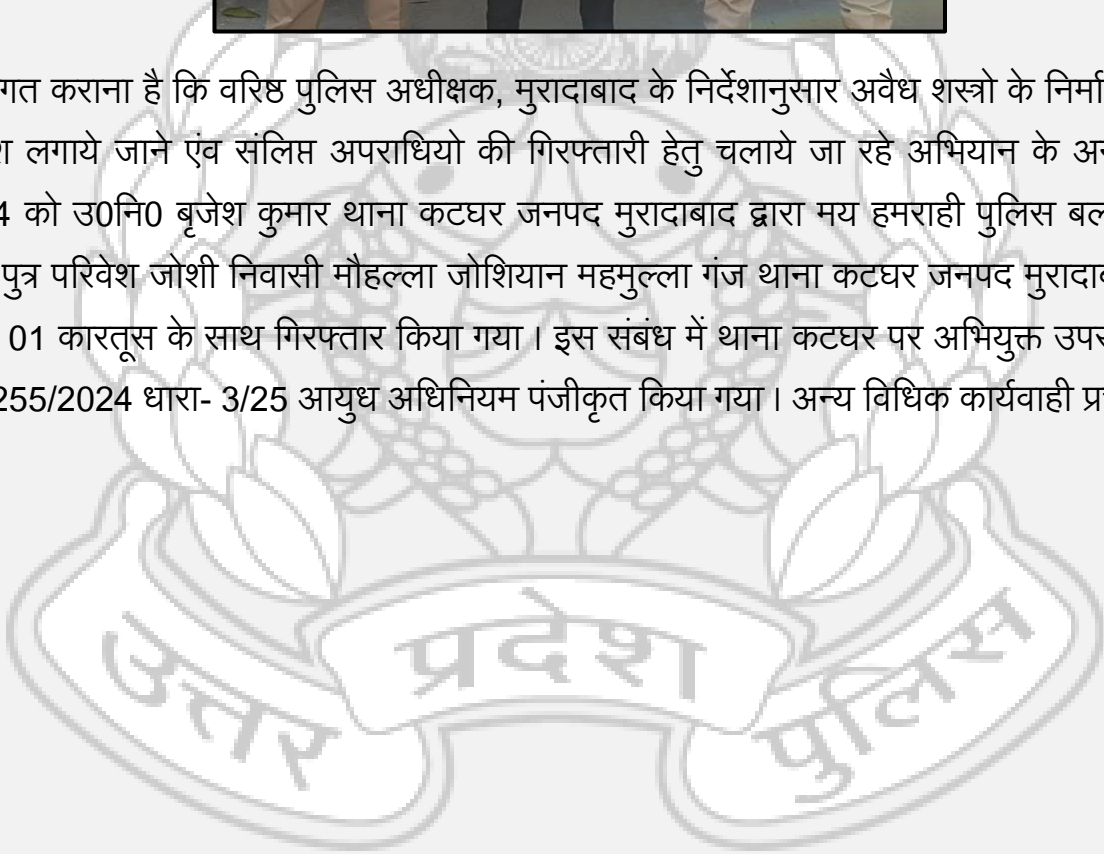 गत कराना है कि वरिष्ठ पुलिस अधीक्षक, मुरादाबाद के निर्देशानुसार अवैध शस्त्रो के निर्मा
लगाये जाने एंव संलिप्त अपराधियो की गिरफ्तारी हेतु चलाये जा रहे अभियान के अन
4 को उ0नि0 बृजेश कुमार थाना कटघर जनपद मुरादाबाद द्वारा मय हमराही पुलिस बल
पुत्र परिवेश जोशी निवासी मौहल्ला जोशियान महमुल्ला गंज थाना कटघर जनपद मुरादाब
01 कारतूस के साथ गिरफ्तार किया गया । इस संबंध में थाना कटघर पर अभियुक्त उपर
255/2024 धारा- 3/25 आयुध अधिनियम पंजीकृत किया गया । अन्य विधिक कार्यवाही प्र
उत्तर प्रदेश पुलिस